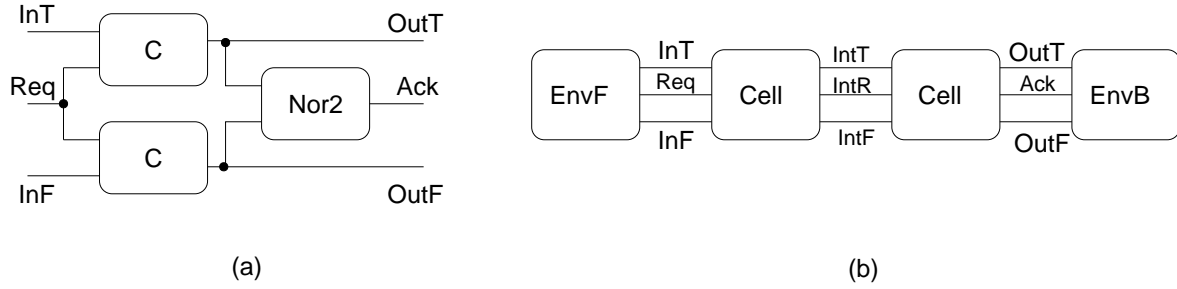 InT
OutT
C
Req
Ack
Nor2
C
InF
OutF
(a)
InT
IntT
OutT
EnvF
Req
Cell
IntR
Cell
Ack
EnvB
InF
IntF
OutF
(b)